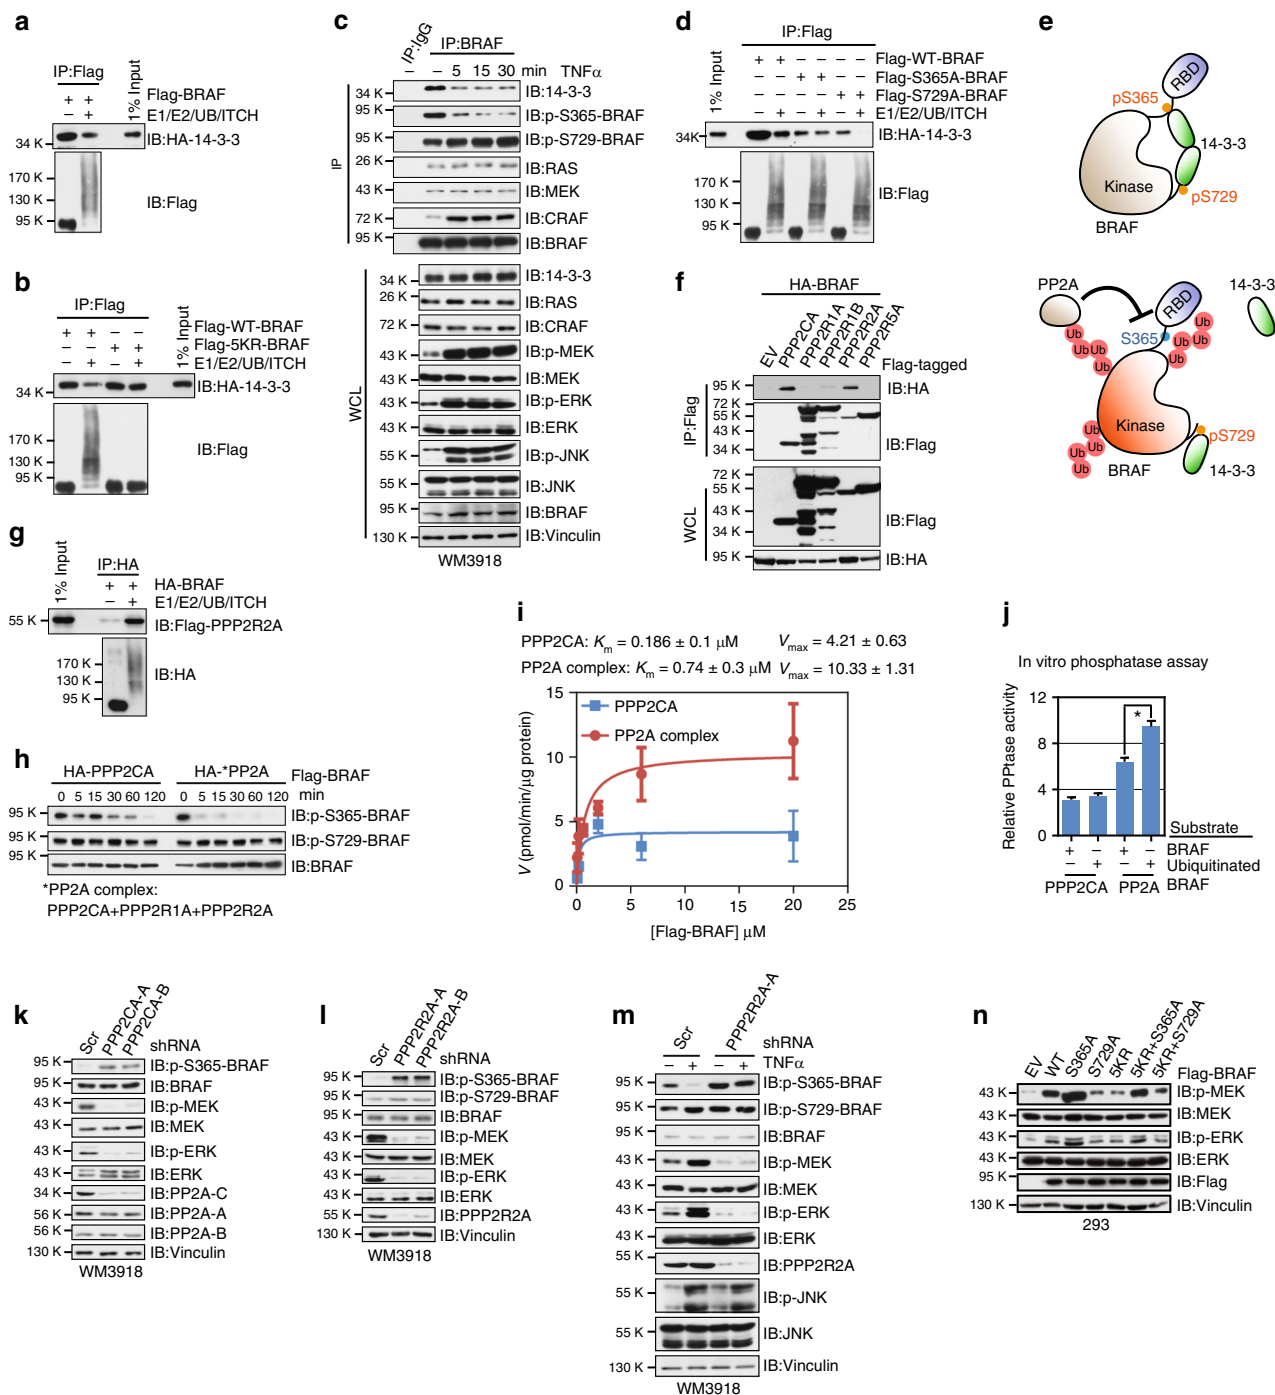 a
IP:Flag
1% Input
+ + Flag-BRAF
– + E1/E2/UB/ITCH
34 K IB:HA-14-3-3
170 K
130 K IB:Flag
95 K
b
IP:Flag
1% Input
+ + – – Flag-WT-BRAF
– – + + Flag-5KR-BRAF
– + – + E1/E2/UB/ITCH
34 K IB:HA-14-3-3
170 K IB:Flag
130 K
95 K
c
IP:IgG IP:BRAF
– – 5 15 30 min TNFα
IP
34 K IB:14-3-3
95 K IB:p-S365-BRAF
95 K IB:p-S729-BRAF
26 K IB:RAS
43 K IB:MEK
72 K IB:CRAF
95 K IB:BRAF
WCL
34 K IB:14-3-3
26 K IB:RAS
72 K IB:CRAF
43 K IB:p-MEK
43 K IB:MEK
43 K IB:p-ERK
43 K IB:ERK
55 K IB:p-JNK
55 K IB:JNK
95 K IB:BRAF
130 K IB:Vinculin
WM3918
d
IP:Flag
1% Input
+ + – – – – Flag-WT-BRAF
– – + + – – Flag-S365A-BRAF
– – – – + + Flag-S729A-BRAF
– + – + – + E1/E2/UB/ITCH
34K IB:HA-14-3-3
170 K
130 K IB:Flag
95 K
e
RBD
pS365
14-3-3
Kinase
pS729
BRAF
PP2A
14-3-3
RBD
Ub
Ub
S365
Ub
Ub
Ub
Ub
Ub
Kinase
pS729
Ub
Ub
Ub
Ub
BRAF
14-3-3
f
HA-BRAF
EV
PPP2CA
PPP2R1A
PPP2R1B
PPP2R2A
PPP2R5A
Flag-tagged
IP:Flag
95 K IB:HA
72 K
55 K
43 K IB:Flag
34 K
WCL
72 K
55 K
43 K IB:Flag
34 K
95 K IB:HA
g
1% Input
IP:HA
+ + HA-BRAF
– + E1/E2/UB/ITCH
55 K IB:Flag-PPP2R2A
170 K IB:HA
130 K
95 K
h
HA-PPP2CA HA-*PP2A Flag-BRAF
0 5 15 30 60 120 0 5 15 30 60 120 min
95 K IB:p-S365-BRAF
95 K IB:p-S729-BRAF
95 K IB:BRAF
*PP2A complex:
PPP2CA+PPP2R1A+PPP2R2A
i
PPP2CA: Km = 0.186 ± 0.1 μM Vmax = 4.21 ± 0.63
PP2A complex: Km = 0.74 ± 0.3 μM Vmax = 10.33 ± 1.31
V (pmol/min/μg protein)
15
10
5
0
PPP2CA
PP2A complex
0 5 10 15 20 25
[Flag-BRAF] μM
j
In vitro phosphatase assay
Relative PPtase activity
12
8
4
0
*
Substrate
+ – + – BRAF
– + – + Ubiquitinated BRAF
PPP2CA PP2A
k
Scr
PPP2CA-A
PPP2CA-B
shRNA
95 K IB:p-S365-BRAF
95 K IB:BRAF
43 K IB:p-MEK
43 K IB:MEK
43 K IB:p-ERK
43 K IB:ERK
34 K IB:PP2A-C
56 K IB:PP2A-A
56 K IB:PP2A-B
130 K IB:Vinculin
WM3918
l
Scr
PPP2R2A-A
PPP2R2A-B
shRNA
95 K IB:p-S365-BRAF
95 K IB:p-S729-BRAF
95 K IB:BRAF
43 K IB:p-MEK
43 K IB:MEK
43 K IB:p-ERK
43 K IB:ERK
55 K IB:PPP2R2A
130 K IB:Vinculin
WM3918
m
Scr
PPP2R2A-A
shRNA
– + – + TNFα
95 K IB:p-S365-BRAF
95 K IB:p-S729-BRAF
95 K IB:BRAF
43 K IB:p-MEK
43 K IB:MEK
43 K IB:p-ERK
43 K IB:ERK
55 K IB:PPP2R2A
55 K IB:p-JNK
55 K IB:JNK
130 K IB:Vinculin
WM3918
n
EV
WT
S365A
S729A
5KR
5KR+S365A
5KR+S729A
Flag-BRAF
43 K IB:p-MEK
43 K IB:MEK
43 K IB:p-ERK
43 K IB:ERK
95 K IB:Flag
130 K IB:Vinculin
293